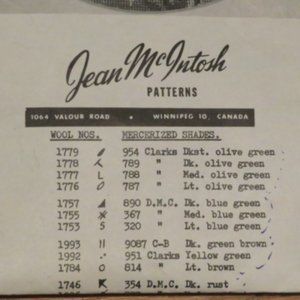 Jean McIntosh
PATTERNS
1064 VALOUR ROAD • WINNIPEG 10, CANADA
WOOL NOS. MERCERIZED SHADES.
1779 954 Clarks Dkst. olive green
1778 789 " Dk. olive green
1777 L 788 " Med. olive green
1776 O 787 " Lt. olive green
1757 890 D.M.C. Dk. blue green
1755 367 " Med. blue green
1753 S 320 " Lt. blue green
1993 9087 C-B Dk. green brown
1992 951 Clarks Yellow green
1784 O 814 " Lt. brown
1746 354 D.M.C. Dk. rust